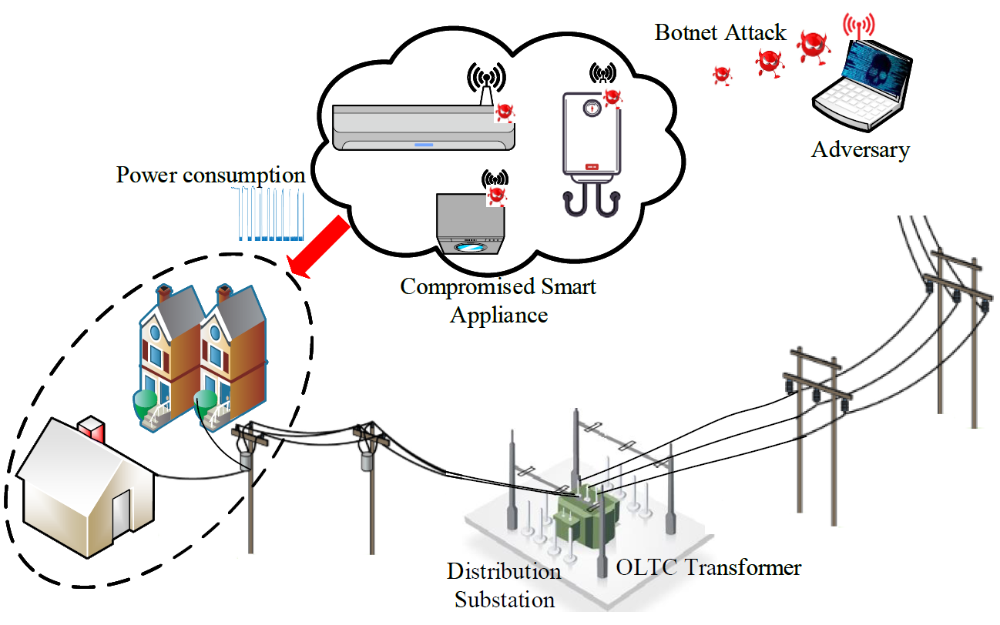 Botnet Attack
Adversary
Power consumption
Compromised Smart
Appliance
Distribution
Substation
OLTC Transformer